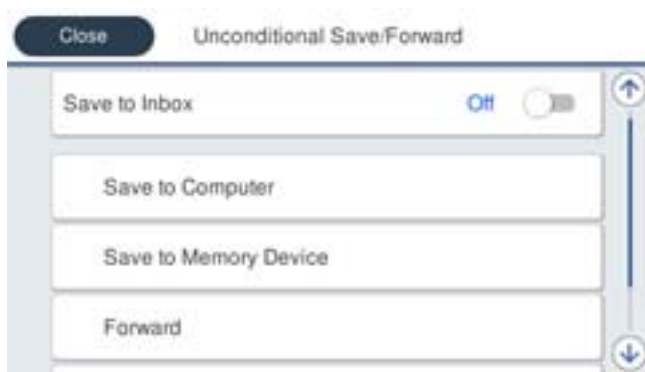 Close
Unconditional Save/Forward
Save to Inbox
Off
Save to Computer
Save to Memory Device
Forward